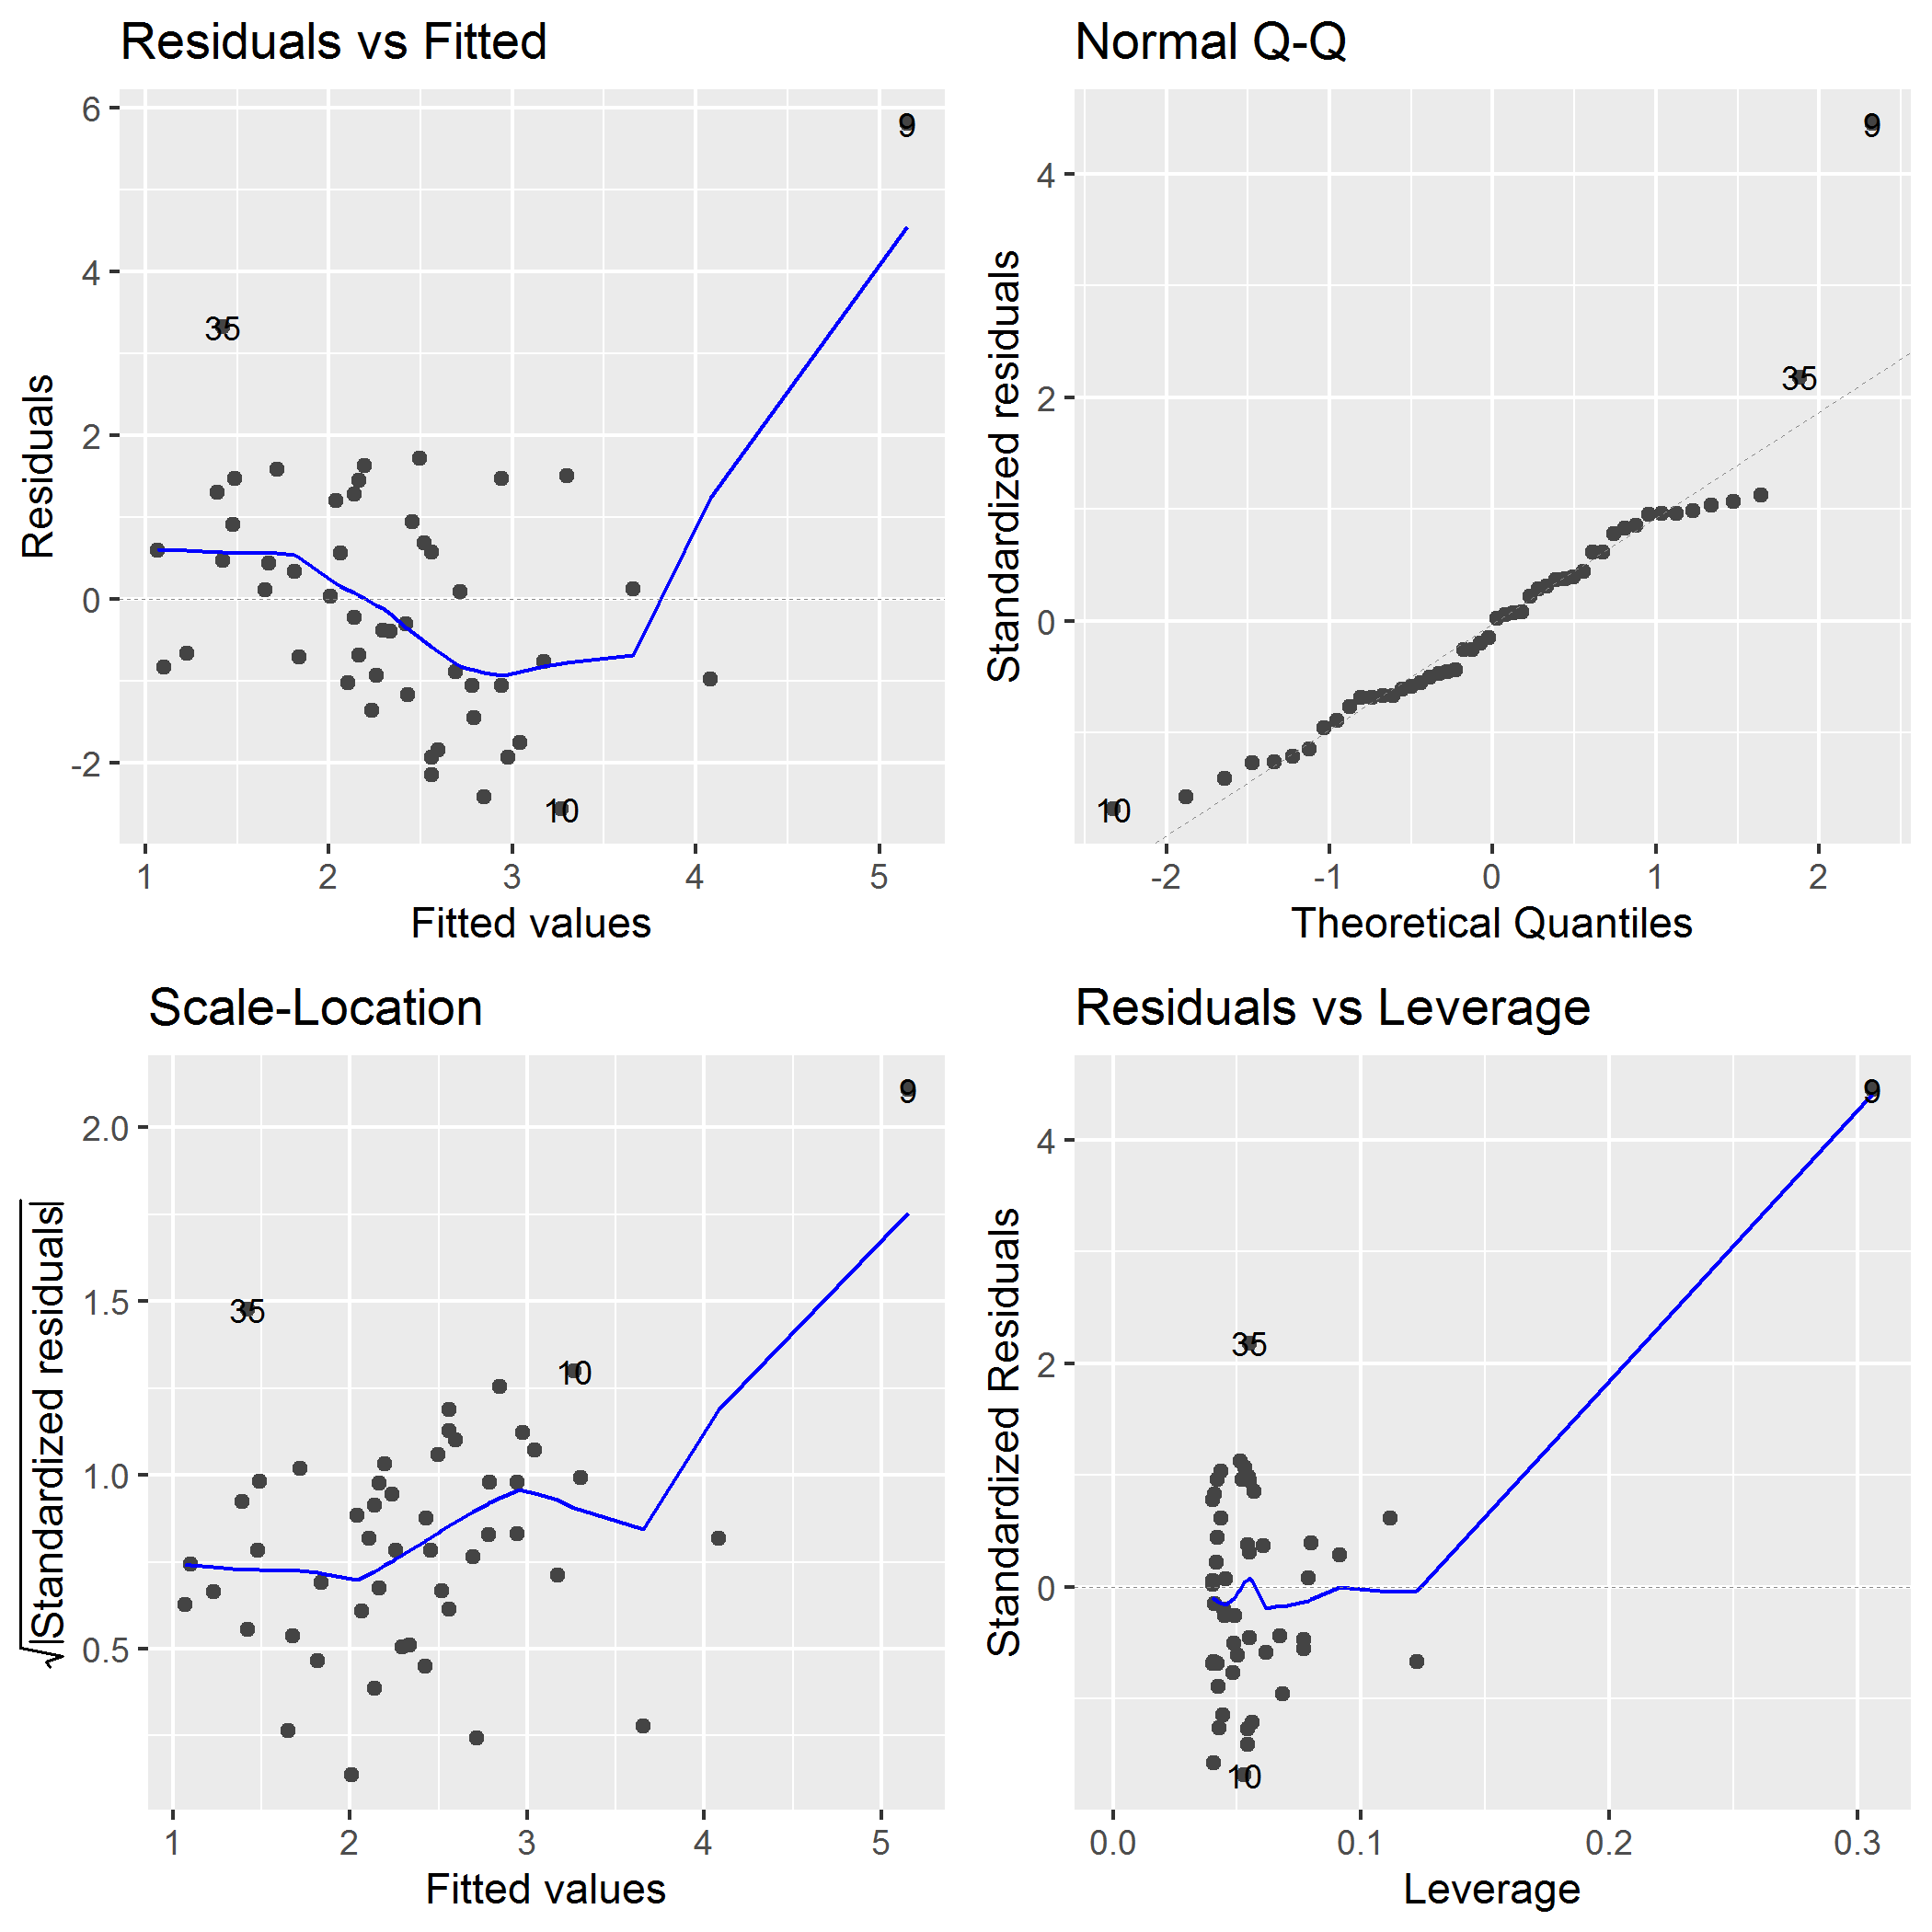 Residuals vs Fitted
Residuals
6
4
2
0
-2
9
35
10
1 2 3 4 5
Fitted values
Normal Q-Q
Standardized residuals
4
2
0
9
35
10
-2 -1 0 1 2
Theoretical Quantiles
Scale-Location
√|Standardized residuals|
2.0
1.5
1.0
0.5
9
35
10
1 2 3 4 5
Fitted values
Residuals vs Leverage
Standardized Residuals
4
2
0
9
35
10
0.0 0.1 0.2 0.3
Leverage